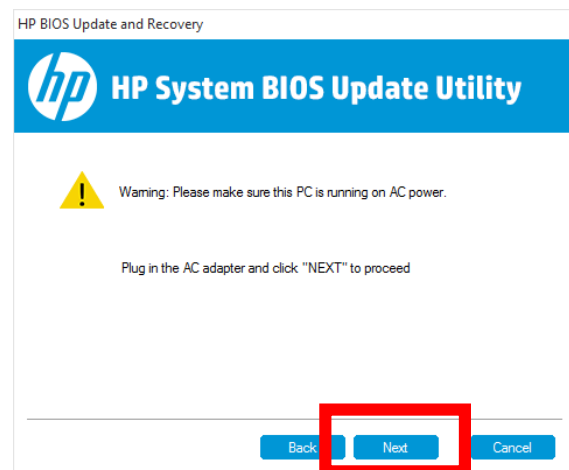 HP BIOS Update and Recovery
hp HP System BIOS Update Utility
! Warning: Please make sure this PC is running on AC power.
Plug in the AC adapter and click "NEXT" to proceed
Back Next Cancel